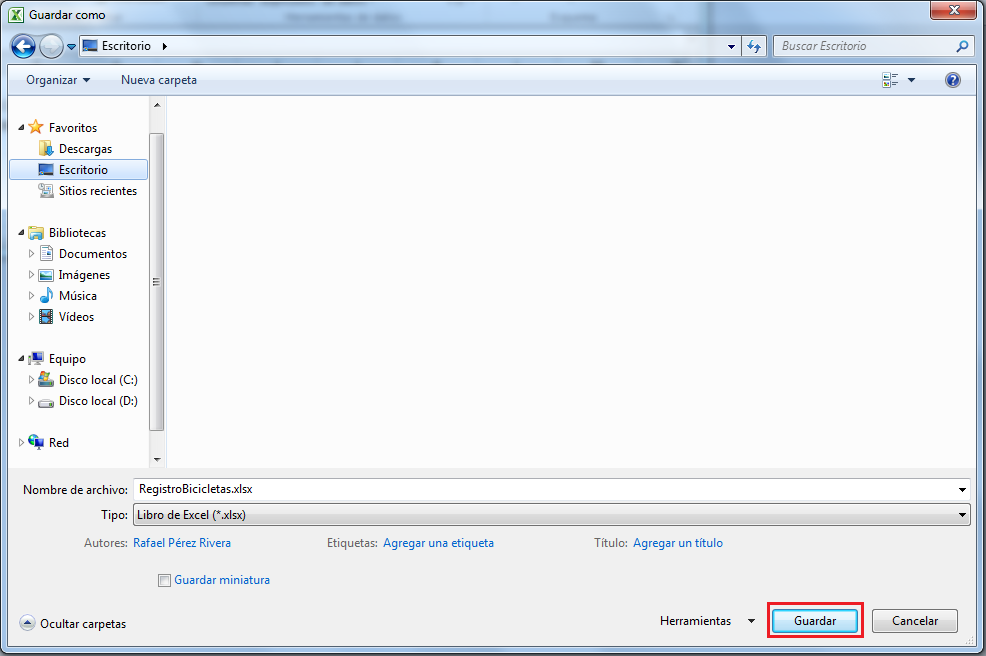 Guardar como
Escritorio
Buscar Escritorio
Organizar Nueva carpeta
Favoritos
Descargas
Escritorio
Sitios recientes
Bibliotecas
Documentos
Imágenes
Música
Vídeos
Equipo
Disco local (C:)
Disco local (D:)
Red
Nombre de archivo: RegistroBicicletas.xlsx
Tipo: Libro de Excel (*.xlsx)
Autores: Rafael Pérez Rivera Etiquetas: Agregar una etiqueta Título: Agregar un título
Guardar miniatura
Ocultar carpetas Herramientas Guardar Cancelar